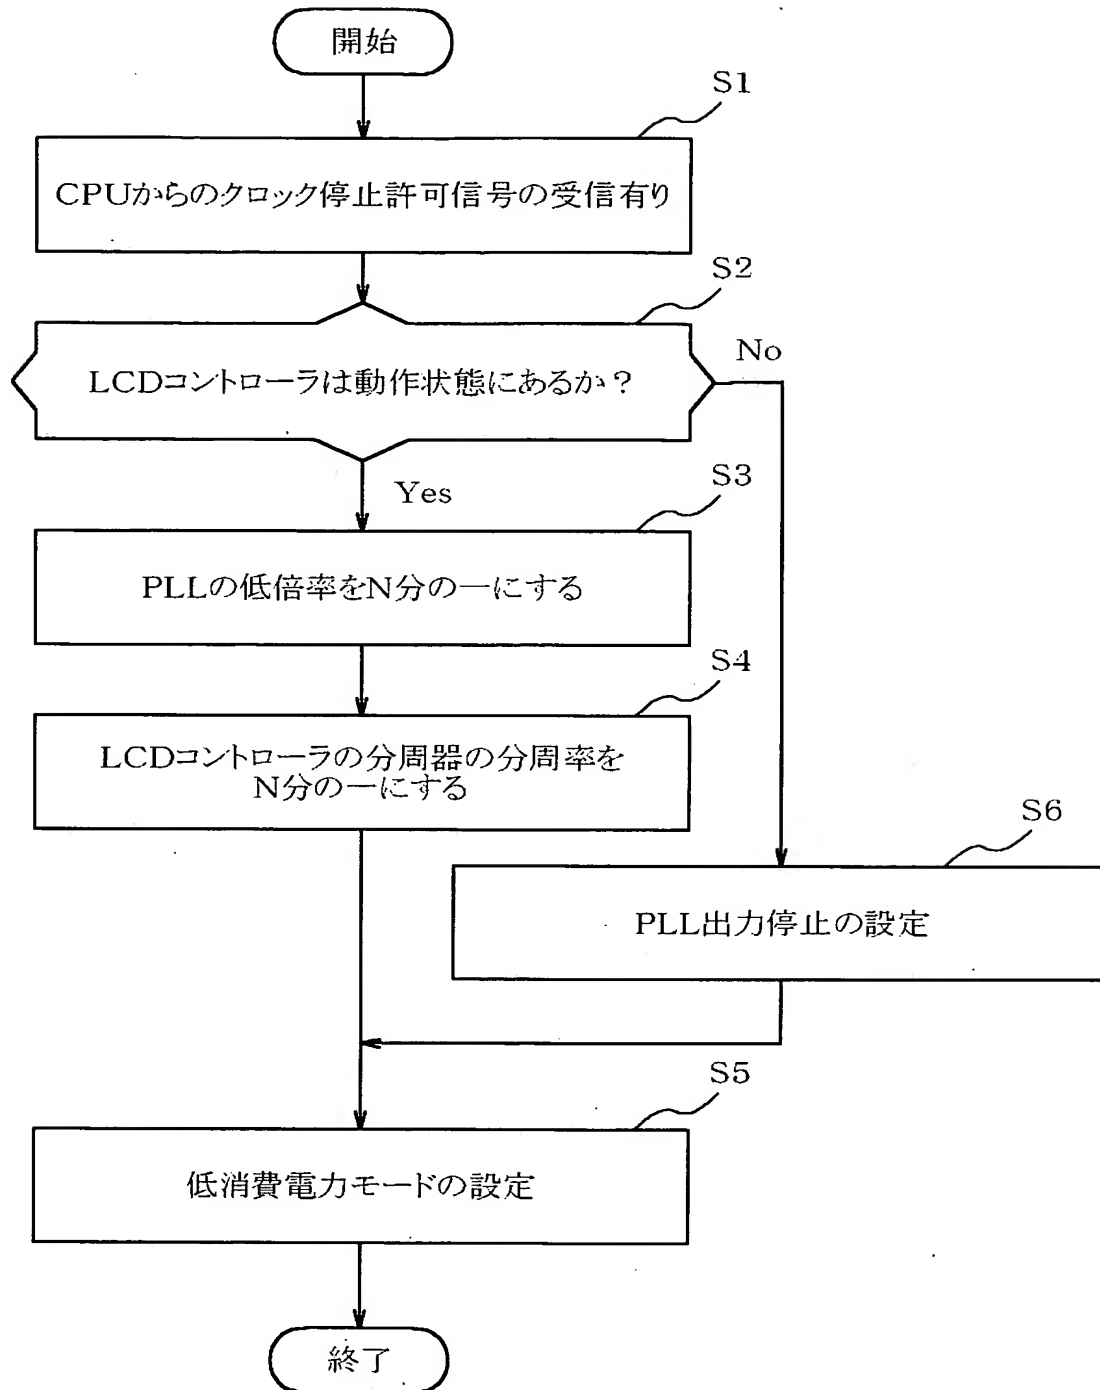 開始
S1
CPUからのクロック停止許可信号の受信有り
S2
LCDコントローラは動作状態にあるか？
No
Yes
S3
PLLの低倍率をN分の一にする
S4
LCDコントローラの分周器の分周率を
N分の一にする
S6
PLL出力停止の設定
S5
低消費電力モードの設定
終了